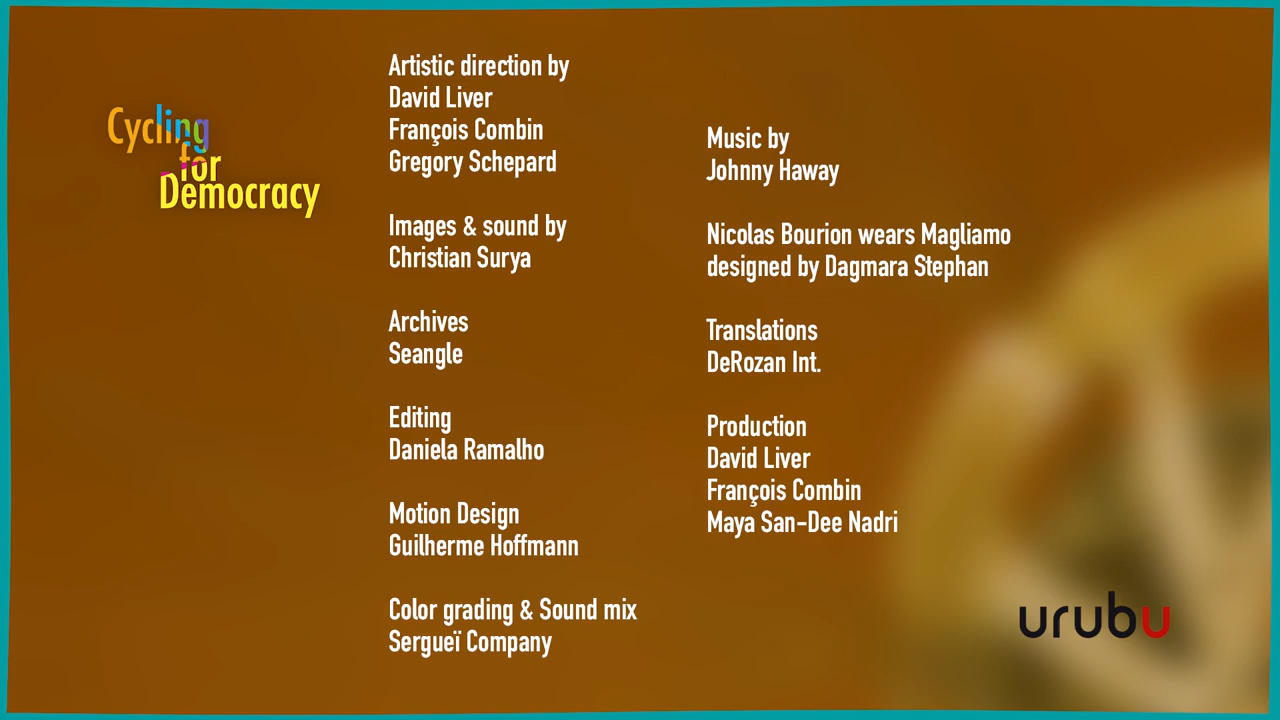 Cycling
for
Democracy
Artistic direction by
David Liver
François Combin
Gregory Schepard
Images & sound by
Christian Surya
Archives
Seangle
Editing
Daniela Ramalho
Motion Design
Guilherme Hoffmann
Color grading & Sound mix
Sergueï Company
Music by
Johnny Haway
Nicolas Bourion wears Magliamo
designed by Dagmara Stephan
Translations
DeRozan Int.
Production
David Liver
François Combin
Maya San-Dee Nadri
urubu